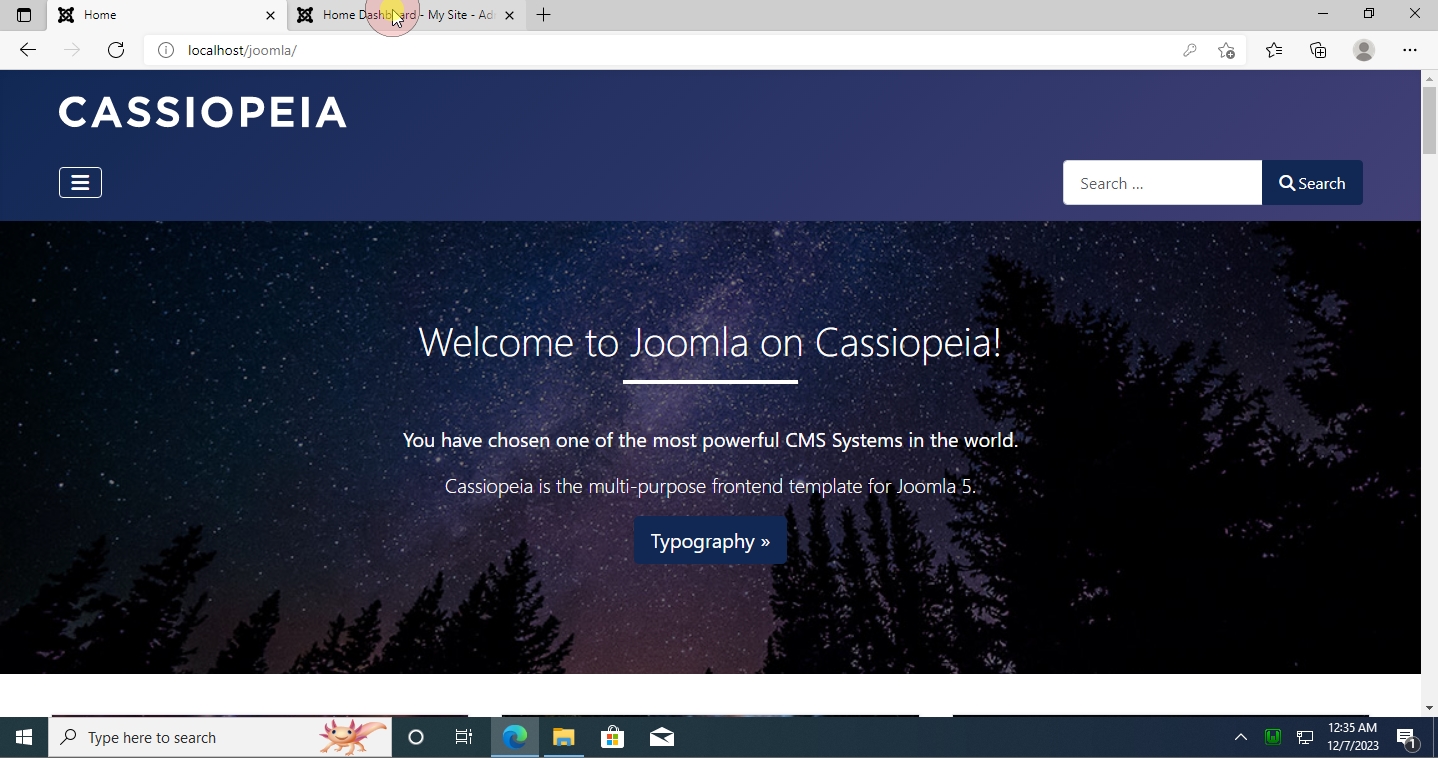 Home
Home Dashboard - My Site - Ad
localhost/joomla/
CASSIOPEIA
Search ...
Search
Welcome to Joomla on Cassiopeia!
You have chosen one of the most powerful CMS Systems in the world.
Cassiopeia is the multi-purpose frontend template for Joomla 5.
Typography »
Type here to search
12:35 AM
12/7/2023
1